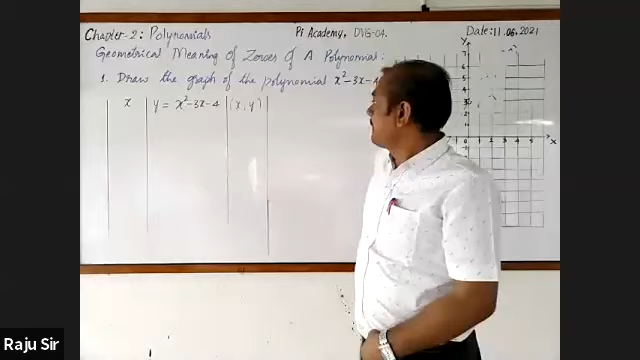 Chapter-2: Polynomials Pi Academy, DVG-04. Date: 11.06.2021
Geometrical Meaning of Zeroes of A Polynomial:
1. Draw the graph of the polynomial x²-3x-4
x y = x²-3x-4 (x, y)
Y
X
Raju Sir